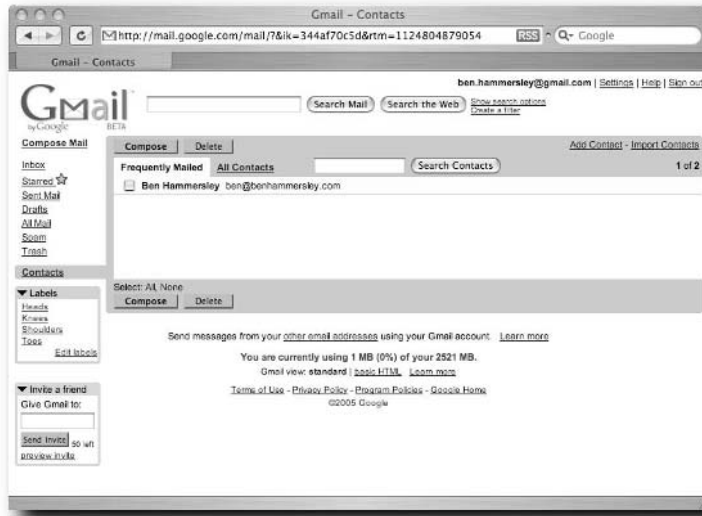 Gmail – Contacts
http://mail.google.com/mail/?&ik=344af70c5d&rtm=1124804879054 RSS Q- Google
Gmail – Contacts
ben.hammersley@gmail.com | Settings | Help | Sign out
Gmail by Google BETA
Search Mail Search the Web Show search options
Create a filter
Compose Mail
Inbox
Starred
Sent Mail
Drafts
All Mail
Spam
Trash
Contacts
Labels
Heads
Knees
Shoulders
Toes
Edit labels
Invite a friend
Give Gmail to:
Send Invite 50 left
preview invite
Compose Delete Add Contact - Import Contacts
Frequently Mailed All Contacts Search Contacts 1 of 2
Ben Hammersley ben@benhammersley.com
Select: All, None
Compose Delete
Send messages from your other email addresses using your Gmail account. Learn more
You are currently using 1 MB (0%) of your 2521 MB.
Gmail view: standard | basic HTML Learn more
Terms of Use - Privacy Policy - Program Policies - Google Home
©2005 Google